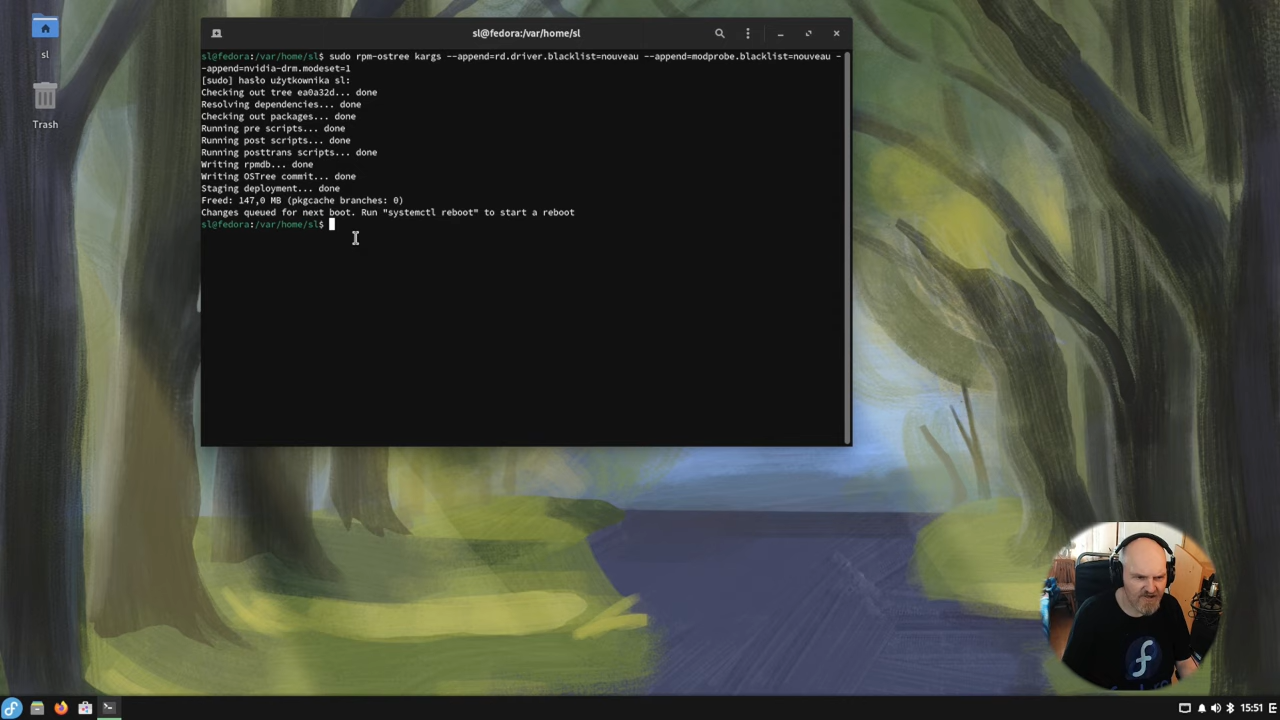 sl@fedora:/var/home/sl
sl@fedora:/var/home/sl$ sudo rpm-ostree kargs --append=rd.driver.blacklist=nouveau --append=modprobe.blacklist=nouveau -
-append=nvidia-drm.modeset=1
[sudo] hasło użytkownika sl:
Checking out tree ea0a32d... done
Resolving dependencies... done
Checking out packages... done
Running pre scripts... done
Running post scripts... done
Running posttrans scripts... done
Writing rpmdb... done
Writing OSTree commit... done
Staging deployment... done
Freed: 147,0 MB (pkgcache branches: 0)
Changes queued for next boot. Run "systemctl reboot" to start a reboot
sl@fedora:/var/home/sl$
sl
Trash
15:51